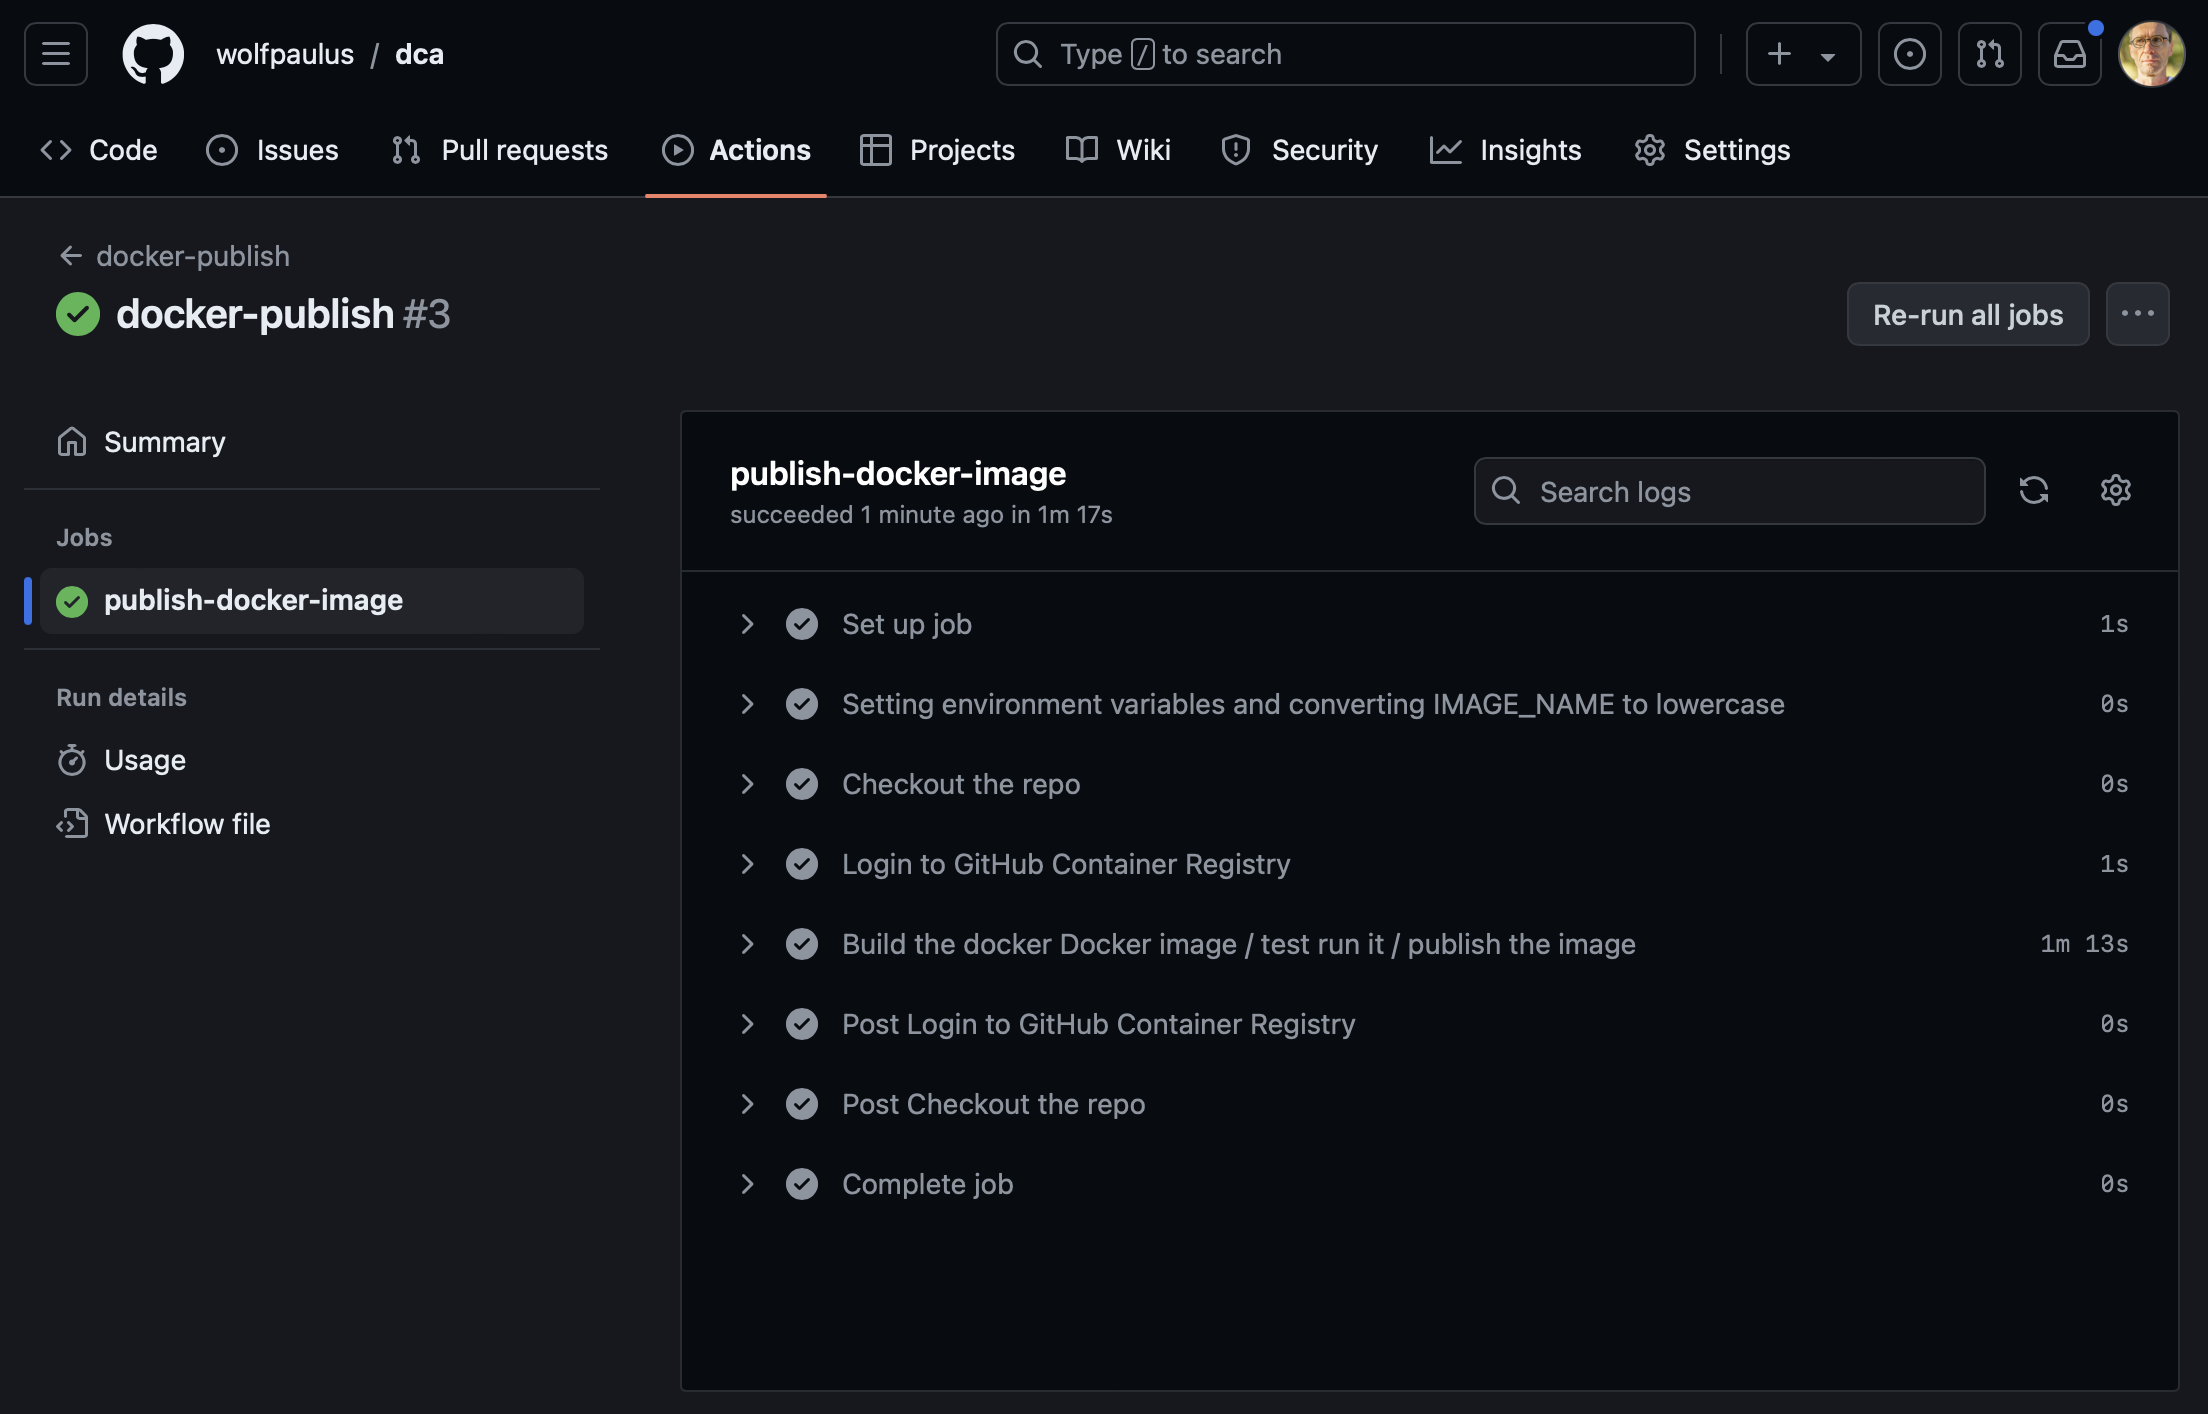 wolfpaulus / dca
Type / to search
Code
Issues
Pull requests
Actions
Projects
Wiki
Security
Insights
Settings
docker-publish
docker-publish #3
Re-run all jobs
Summary
Jobs
publish-docker-image
Run details
Usage
Workflow file
publish-docker-image
succeeded 1 minute ago in 1m 17s
Search logs
Set up job 1s
Setting environment variables and converting IMAGE_NAME to lowercase 0s
Checkout the repo 0s
Login to GitHub Container Registry 1s
Build the docker Docker image / test run it / publish the image 1m 13s
Post Login to GitHub Container Registry 0s
Post Checkout the repo 0s
Complete job 0s